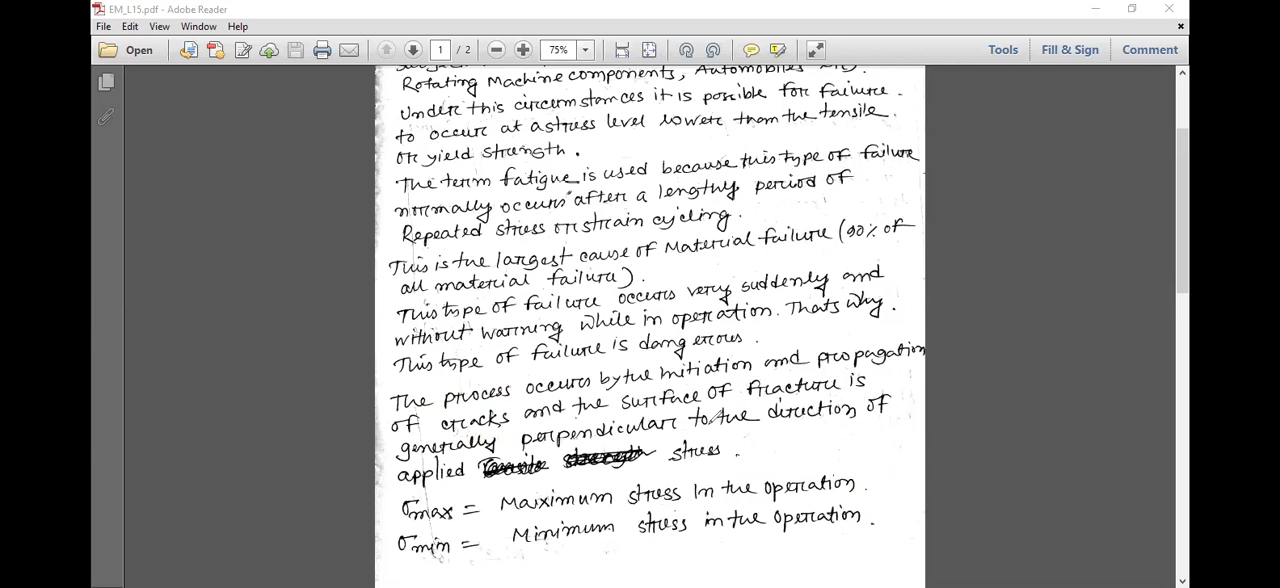 EM_L15.pdf - Adobe Reader
File Edit View Window Help
Open 1 / 2 75% Tools Fill & Sign Comment
Rotating Machine components, Automobiles
Under this circumstances it is possible for failure.
to occur at a stress level lower than the tensile
or yield strength.
The term fatigue is used because this type of failure
normally occurs after a lengthy period of
Repeated stress or strain cycling.
This is the largest cause of Material failure (90% of
all material failure).
This type of failure occurs very suddenly and
without warning while in operation. Thats why.
This type of failure is dangerous.
The process occurs by the initiation and propagation
of cracks and the surface of fracture is
generally perpendicular to the direction of
applied stress.
σmax = Maximum stress In the operation.
σmin = Minimum stress in the operation.